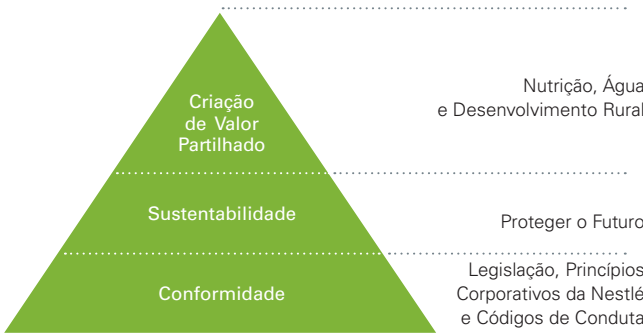 Criação
de Valor
Partilhado
Nutrição, Água
e Desenvolvimento Rural
Sustentabilidade
Proteger o Futuro
Conformidade
Legislação, Princípios
Corporativos da Nestlé
e Códigos de Conduta